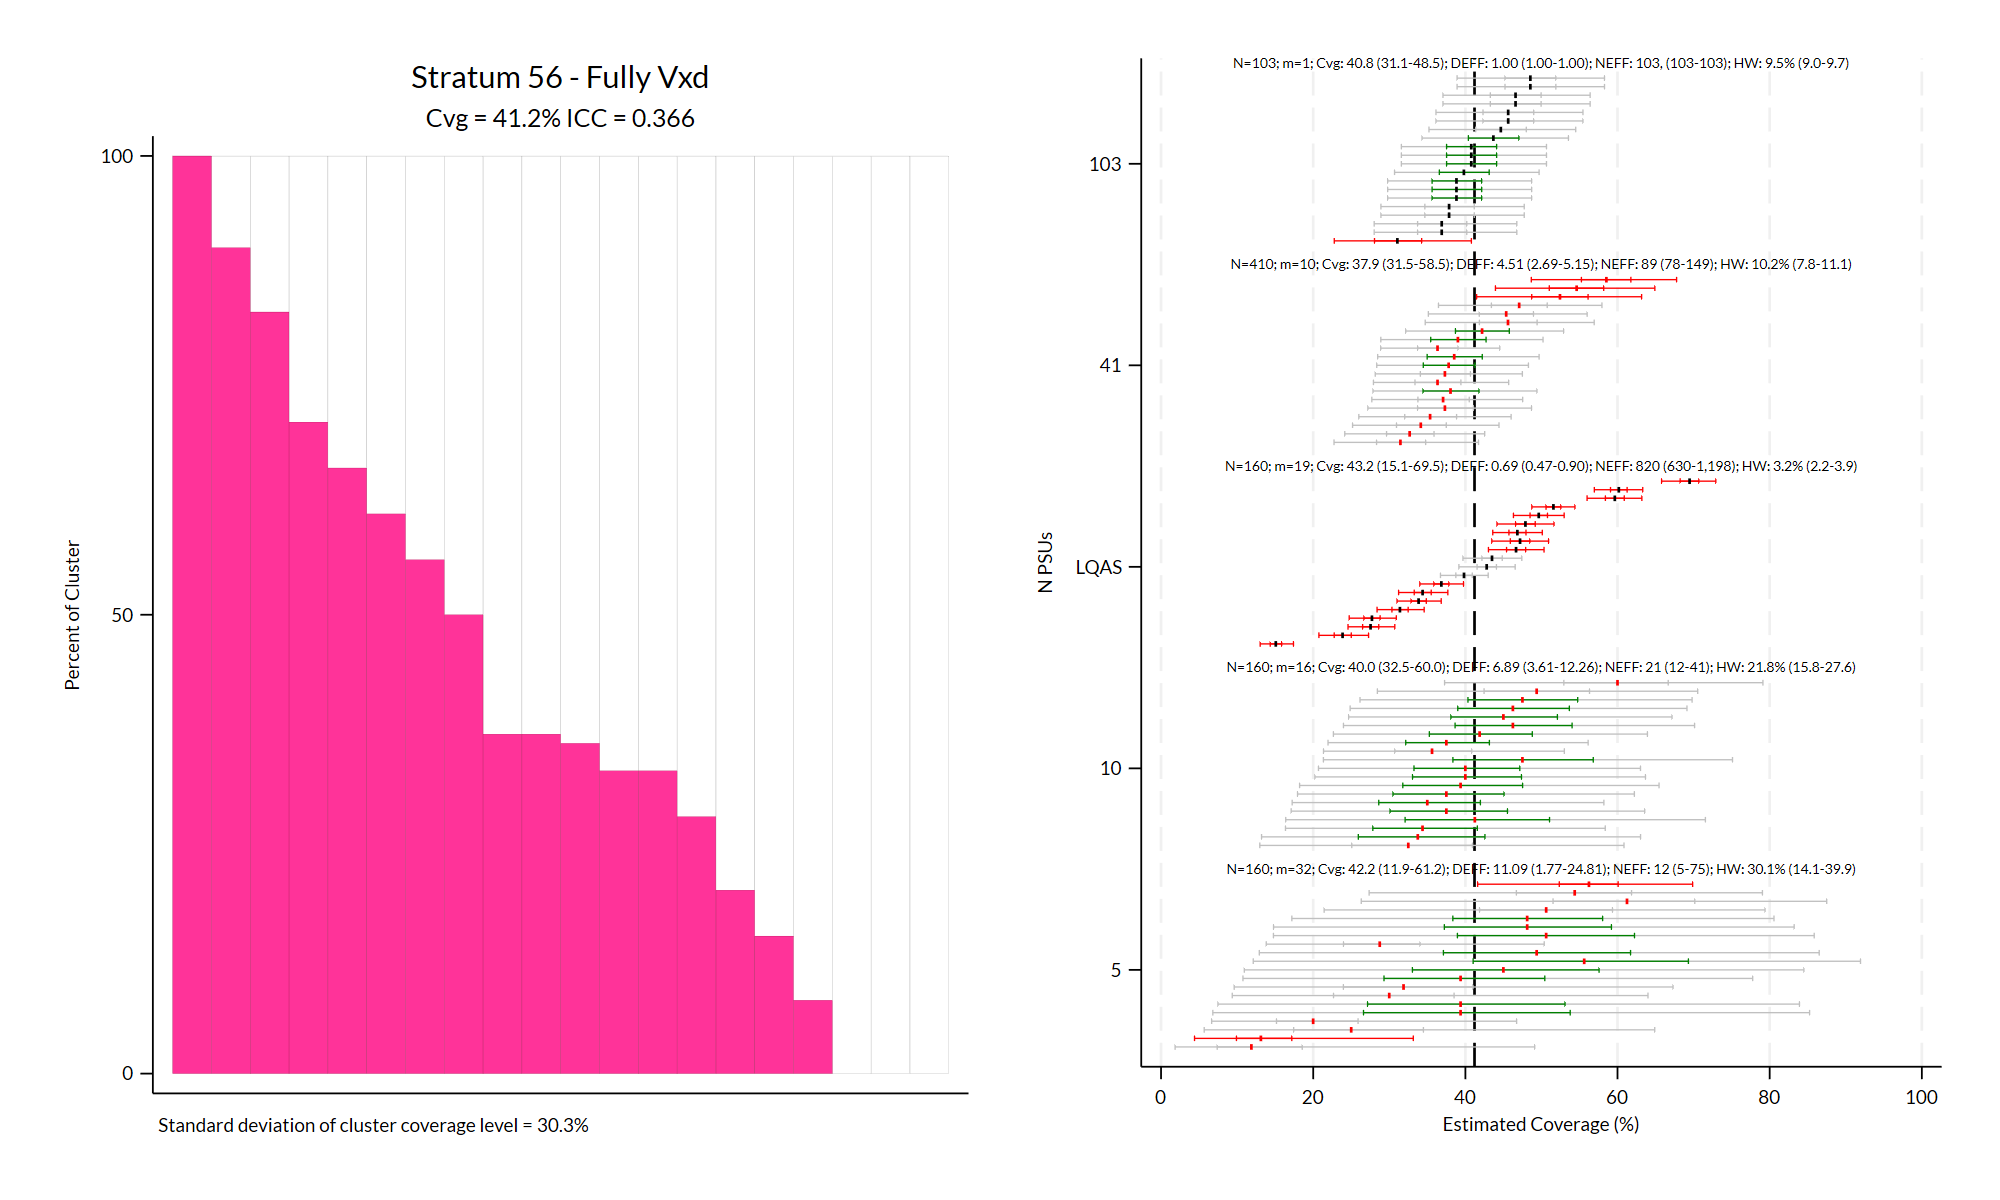 Stratum 56 - Fully Vxd
Cvg = 41.2% ICC = 0.366
100
50
0
Percent of Cluster
Standard deviation of cluster coverage level = 30.3%
N=103; m=1; Cvg: 40.8 (31.1-48.5); DEFF: 1.00 (1.00-1.00); NEFF: 103, (103-103); HW: 9.5% (9.0-9.7)
103
N=410; m=10; Cvg: 37.9 (31.5-58.5); DEFF: 4.51 (2.69-5.15); NEFF: 89 (78-149); HW: 10.2% (7.8-11.1)
41
N=160; m=19; Cvg: 43.2 (15.1-69.5); DEFF: 0.69 (0.47-0.90); NEFF: 820 (630-1,198); HW: 3.2% (2.2-3.9)
LQAS
N=160; m=16; Cvg: 40.0 (32.5-60.0); DEFF: 6.89 (3.61-12.26); NEFF: 21 (12-41); HW: 21.8% (15.8-27.6)
10
N=160; m=32; Cvg: 42.2 (11.9-61.2); DEFF: 11.09 (1.77-24.81); NEFF: 12 (5-75); HW: 30.1% (14.1-39.9)
5
N PSUs
0 20 40 60 80 100
Estimated Coverage (%)